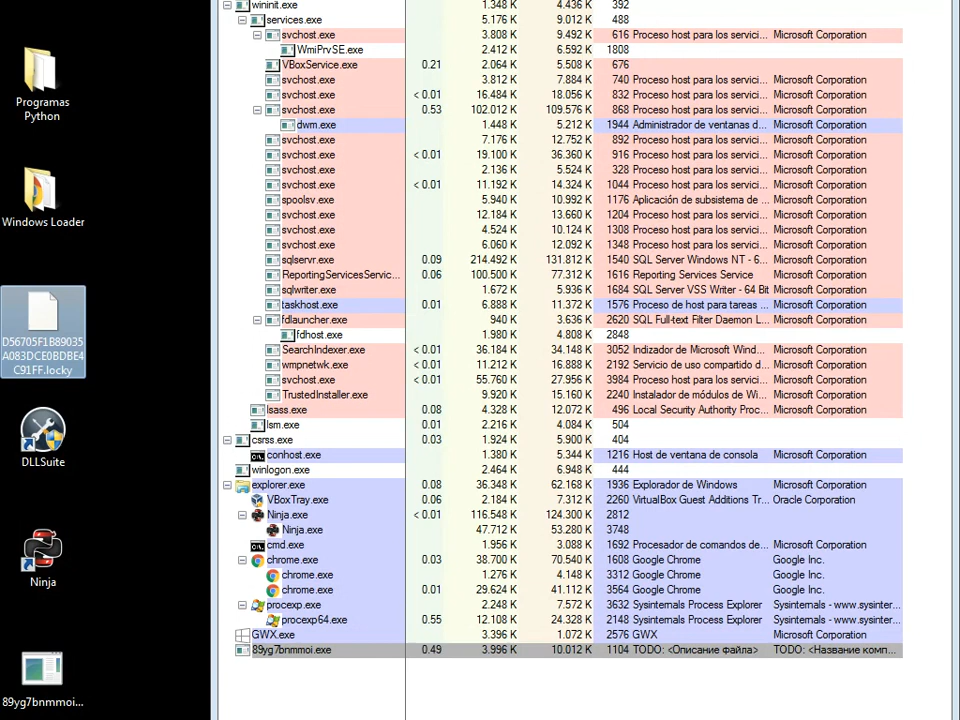 Programas
Python
Windows Loader
D56705F1B89035
A083DCE0BDBE4
C91FF.locky
DLLSuite
Ninja
89yg7bnmmoi...
wininit.exe 1.348 K 4.436 K 392
services.exe 5.176 K 9.012 K 488
svchost.exe 3.808 K 9.492 K 616 Proceso host para los servici... Microsoft Corporation
WmiPrvSE.exe 2.412 K 6.592 K 1808
VBoxService.exe 0.21 2.064 K 5.508 K 676
svchost.exe 3.812 K 7.884 K 740 Proceso host para los servici... Microsoft Corporation
svchost.exe < 0.01 16.484 K 18.056 K 832 Proceso host para los servici... Microsoft Corporation
svchost.exe 0.53 102.012 K 109.576 K 868 Proceso host para los servici... Microsoft Corporation
dwm.exe 1.448 K 5.212 K 1944 Administrador de ventanas d... Microsoft Corporation
svchost.exe 7.176 K 12.752 K 892 Proceso host para los servici... Microsoft Corporation
svchost.exe < 0.01 19.100 K 36.360 K 916 Proceso host para los servici... Microsoft Corporation
svchost.exe 2.136 K 5.524 K 328 Proceso host para los servici... Microsoft Corporation
svchost.exe < 0.01 11.192 K 14.324 K 1044 Proceso host para los servici... Microsoft Corporation
spoolsv.exe 5.940 K 10.992 K 1176 Aplicación de subsistema de ... Microsoft Corporation
svchost.exe 12.184 K 13.660 K 1204 Proceso host para los servici... Microsoft Corporation
svchost.exe 4.524 K 10.124 K 1308 Proceso host para los servici... Microsoft Corporation
svchost.exe 6.060 K 12.092 K 1348 Proceso host para los servici... Microsoft Corporation
sqlservr.exe 0.09 214.492 K 131.812 K 1540 SQL Server Windows NT - 6... Microsoft Corporation
ReportingServicesServic... 0.06 100.500 K 77.312 K 1616 Reporting Services Service Microsoft Corporation
sqlwriter.exe 1.672 K 5.936 K 1684 SQL Server VSS Writer - 64 Bit Microsoft Corporation
taskhost.exe 0.01 6.888 K 11.372 K 1576 Proceso de host para tareas ... Microsoft Corporation
fdlauncher.exe 940 K 3.636 K 2620 SQL Full-text Filter Daemon L... Microsoft Corporation
fdhost.exe 1.980 K 4.808 K 2848
SearchIndexer.exe < 0.01 36.184 K 34.148 K 3052 Indizador de Microsoft Wind... Microsoft Corporation
wmpnetwk.exe < 0.01 11.212 K 16.888 K 2192 Servicio de uso compartido d... Microsoft Corporation
svchost.exe < 0.01 55.760 K 27.956 K 3984 Proceso host para los servici... Microsoft Corporation
TrustedInstaller.exe 9.920 K 15.160 K 2240 Instalador de módulos de Wi... Microsoft Corporation
lsass.exe 0.08 4.328 K 12.072 K 496 Local Security Authority Proc... Microsoft Corporation
lsm.exe 0.01 2.216 K 4.084 K 504
csrss.exe 0.03 1.924 K 5.900 K 404
conhost.exe 1.380 K 5.344 K 1216 Host de ventana de consola Microsoft Corporation
winlogon.exe 2.464 K 6.948 K 444
explorer.exe 0.08 36.348 K 62.168 K 1936 Explorador de Windows Microsoft Corporation
VBoxTray.exe 0.06 2.184 K 7.312 K 2260 VirtualBox Guest Additions Tr... Oracle Corporation
Ninja.exe < 0.01 116.548 K 124.300 K 2812
Ninja.exe 47.712 K 53.280 K 3748
cmd.exe 1.956 K 3.088 K 1692 Procesador de comandos de... Microsoft Corporation
chrome.exe 0.03 38.700 K 70.540 K 1608 Google Chrome Google Inc.
chrome.exe 1.276 K 4.148 K 3312 Google Chrome Google Inc.
chrome.exe 0.01 29.624 K 41.112 K 3564 Google Chrome Google Inc.
procexp.exe 2.248 K 7.572 K 3632 Sysinternals Process Explorer Sysinternals - www.sysinter...
procexp64.exe 0.55 12.108 K 24.328 K 2148 Sysinternals Process Explorer Sysinternals - www.sysinter...
GWX.exe 3.396 K 1.072 K 2576 GWX Microsoft Corporation
89yg7bnmmoi.exe 0.49 3.996 K 10.012 K 1104 TODO: <Описание файла> TODO: <Название комп...